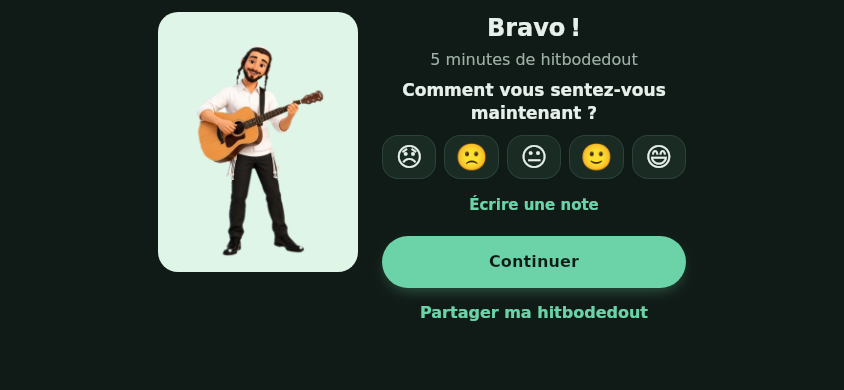 Bravo !
5 minutes de hitbodedout
Comment vous sentez-vous
maintenant ?
Écrire une note
Continuer
Partager ma hitbodedout